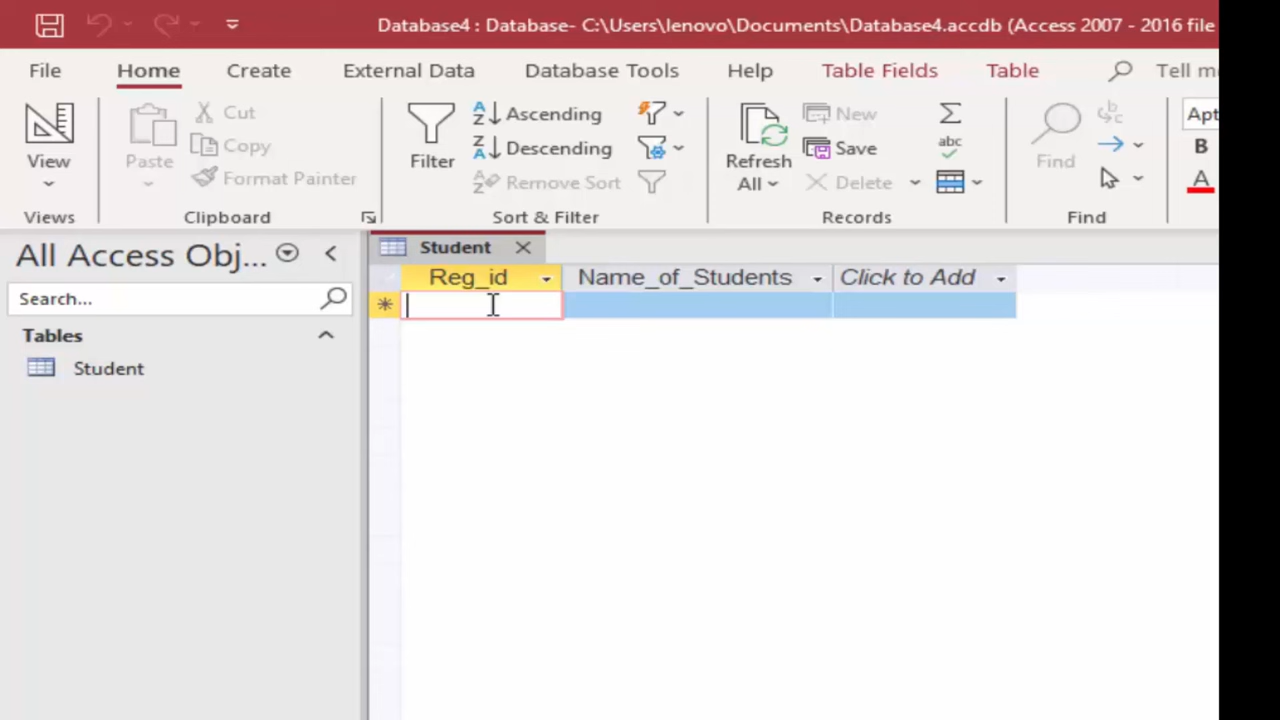 Database4 : Database- C:\Users\lenovo\Documents\Database4.accdb (Access 2007 - 2016 file
File Home Create External Data Database Tools Help Table Fields Table Tell m
View
Views
Paste
Cut
Copy
Format Painter
Clipboard
Filter
Ascending
Descending
Remove Sort
Sort & Filter
Refresh
All
New
Save
Delete
abc
Records
Find
Find
Apt
B
A
All Access Obj...
Search...
Tables
Student
Student
Reg_id Name_of_Students Click to Add